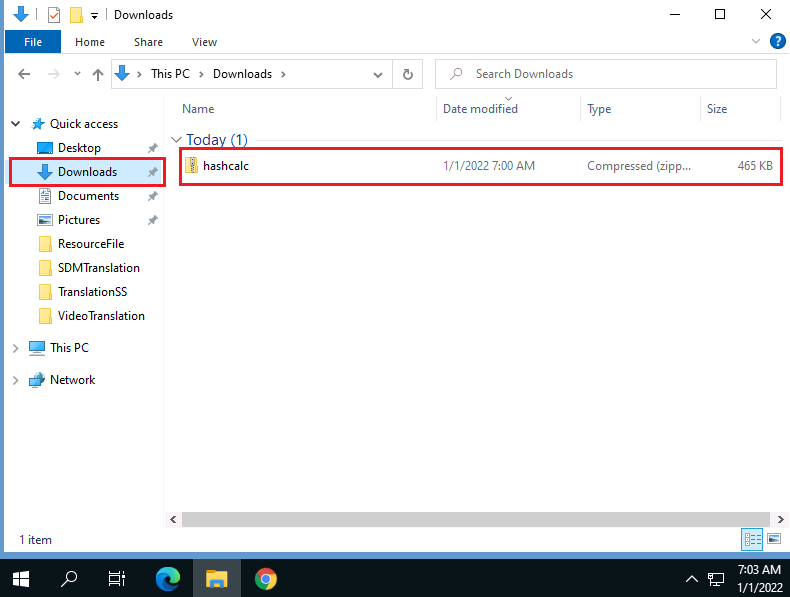 Downloads
File Home Share View
This PC > Downloads >
Search Downloads
Name Date modified Type Size
Quick access
Today (1)
Desktop
hashcalc 1/1/2022 7:00 AM Compressed (zipp... 465 KB
Downloads
Documents
Pictures
ResourceFile
SDMTranslation
TranslationSS
VideoTranslation
This PC
Network
1 item
7:03 AM
1/1/2022